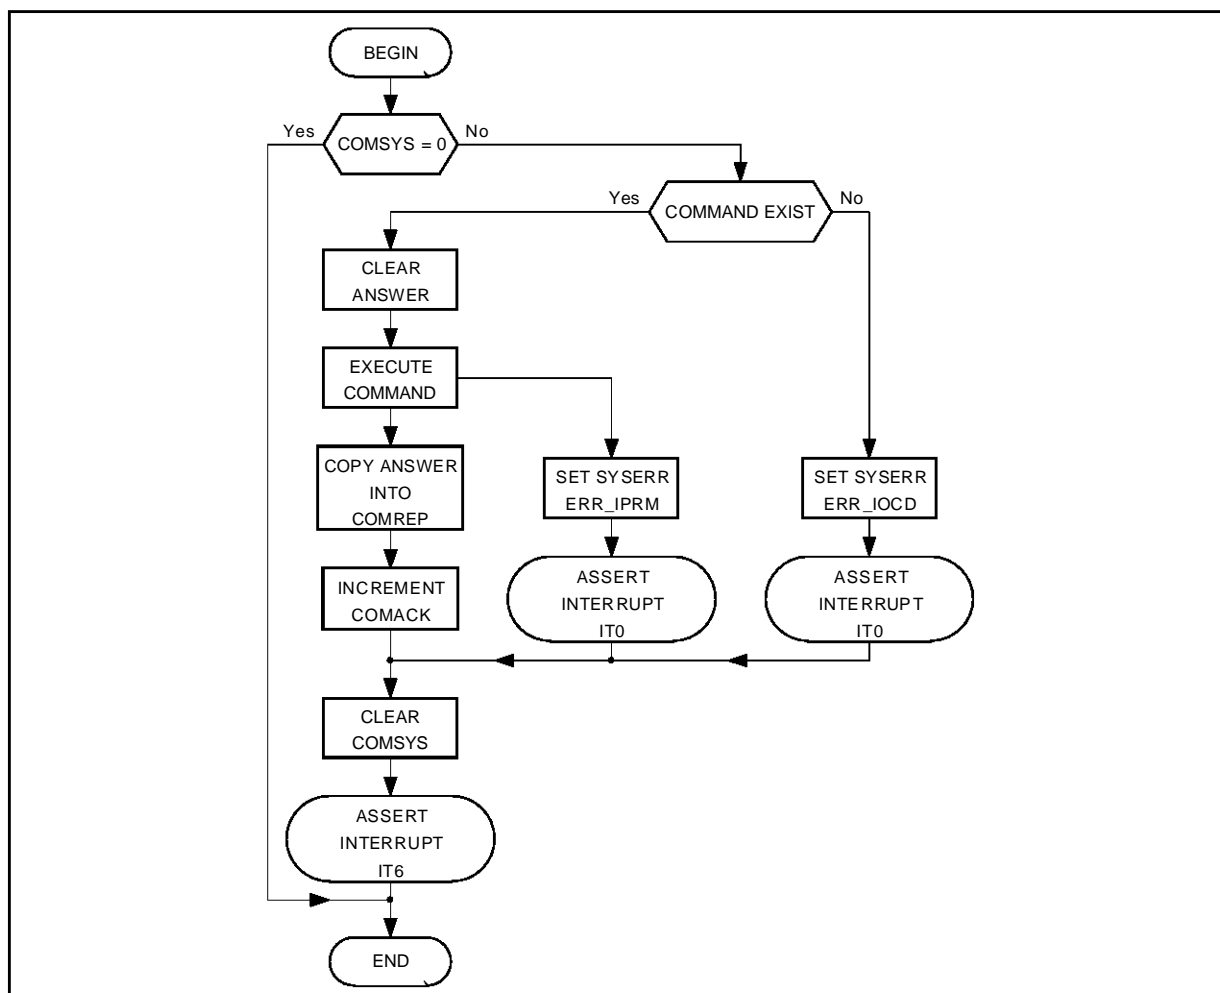 BEGIN
Yes
COMSYS = 0
No
Yes
COMMAND EXIST
No
CLEAR
ANSWER
EXECUTE
COMMAND
COPY ANSWER
INTO
COMREP
SET SYSERR
ERR_IPRM
SET SYSERR
ERR_IOCD
INCREMENT
COMACK
ASSERT
INTERRUPT
IT0
ASSERT
INTERRUPT
IT0
CLEAR
COMSYS
ASSERT
INTERRUPT
IT6
END